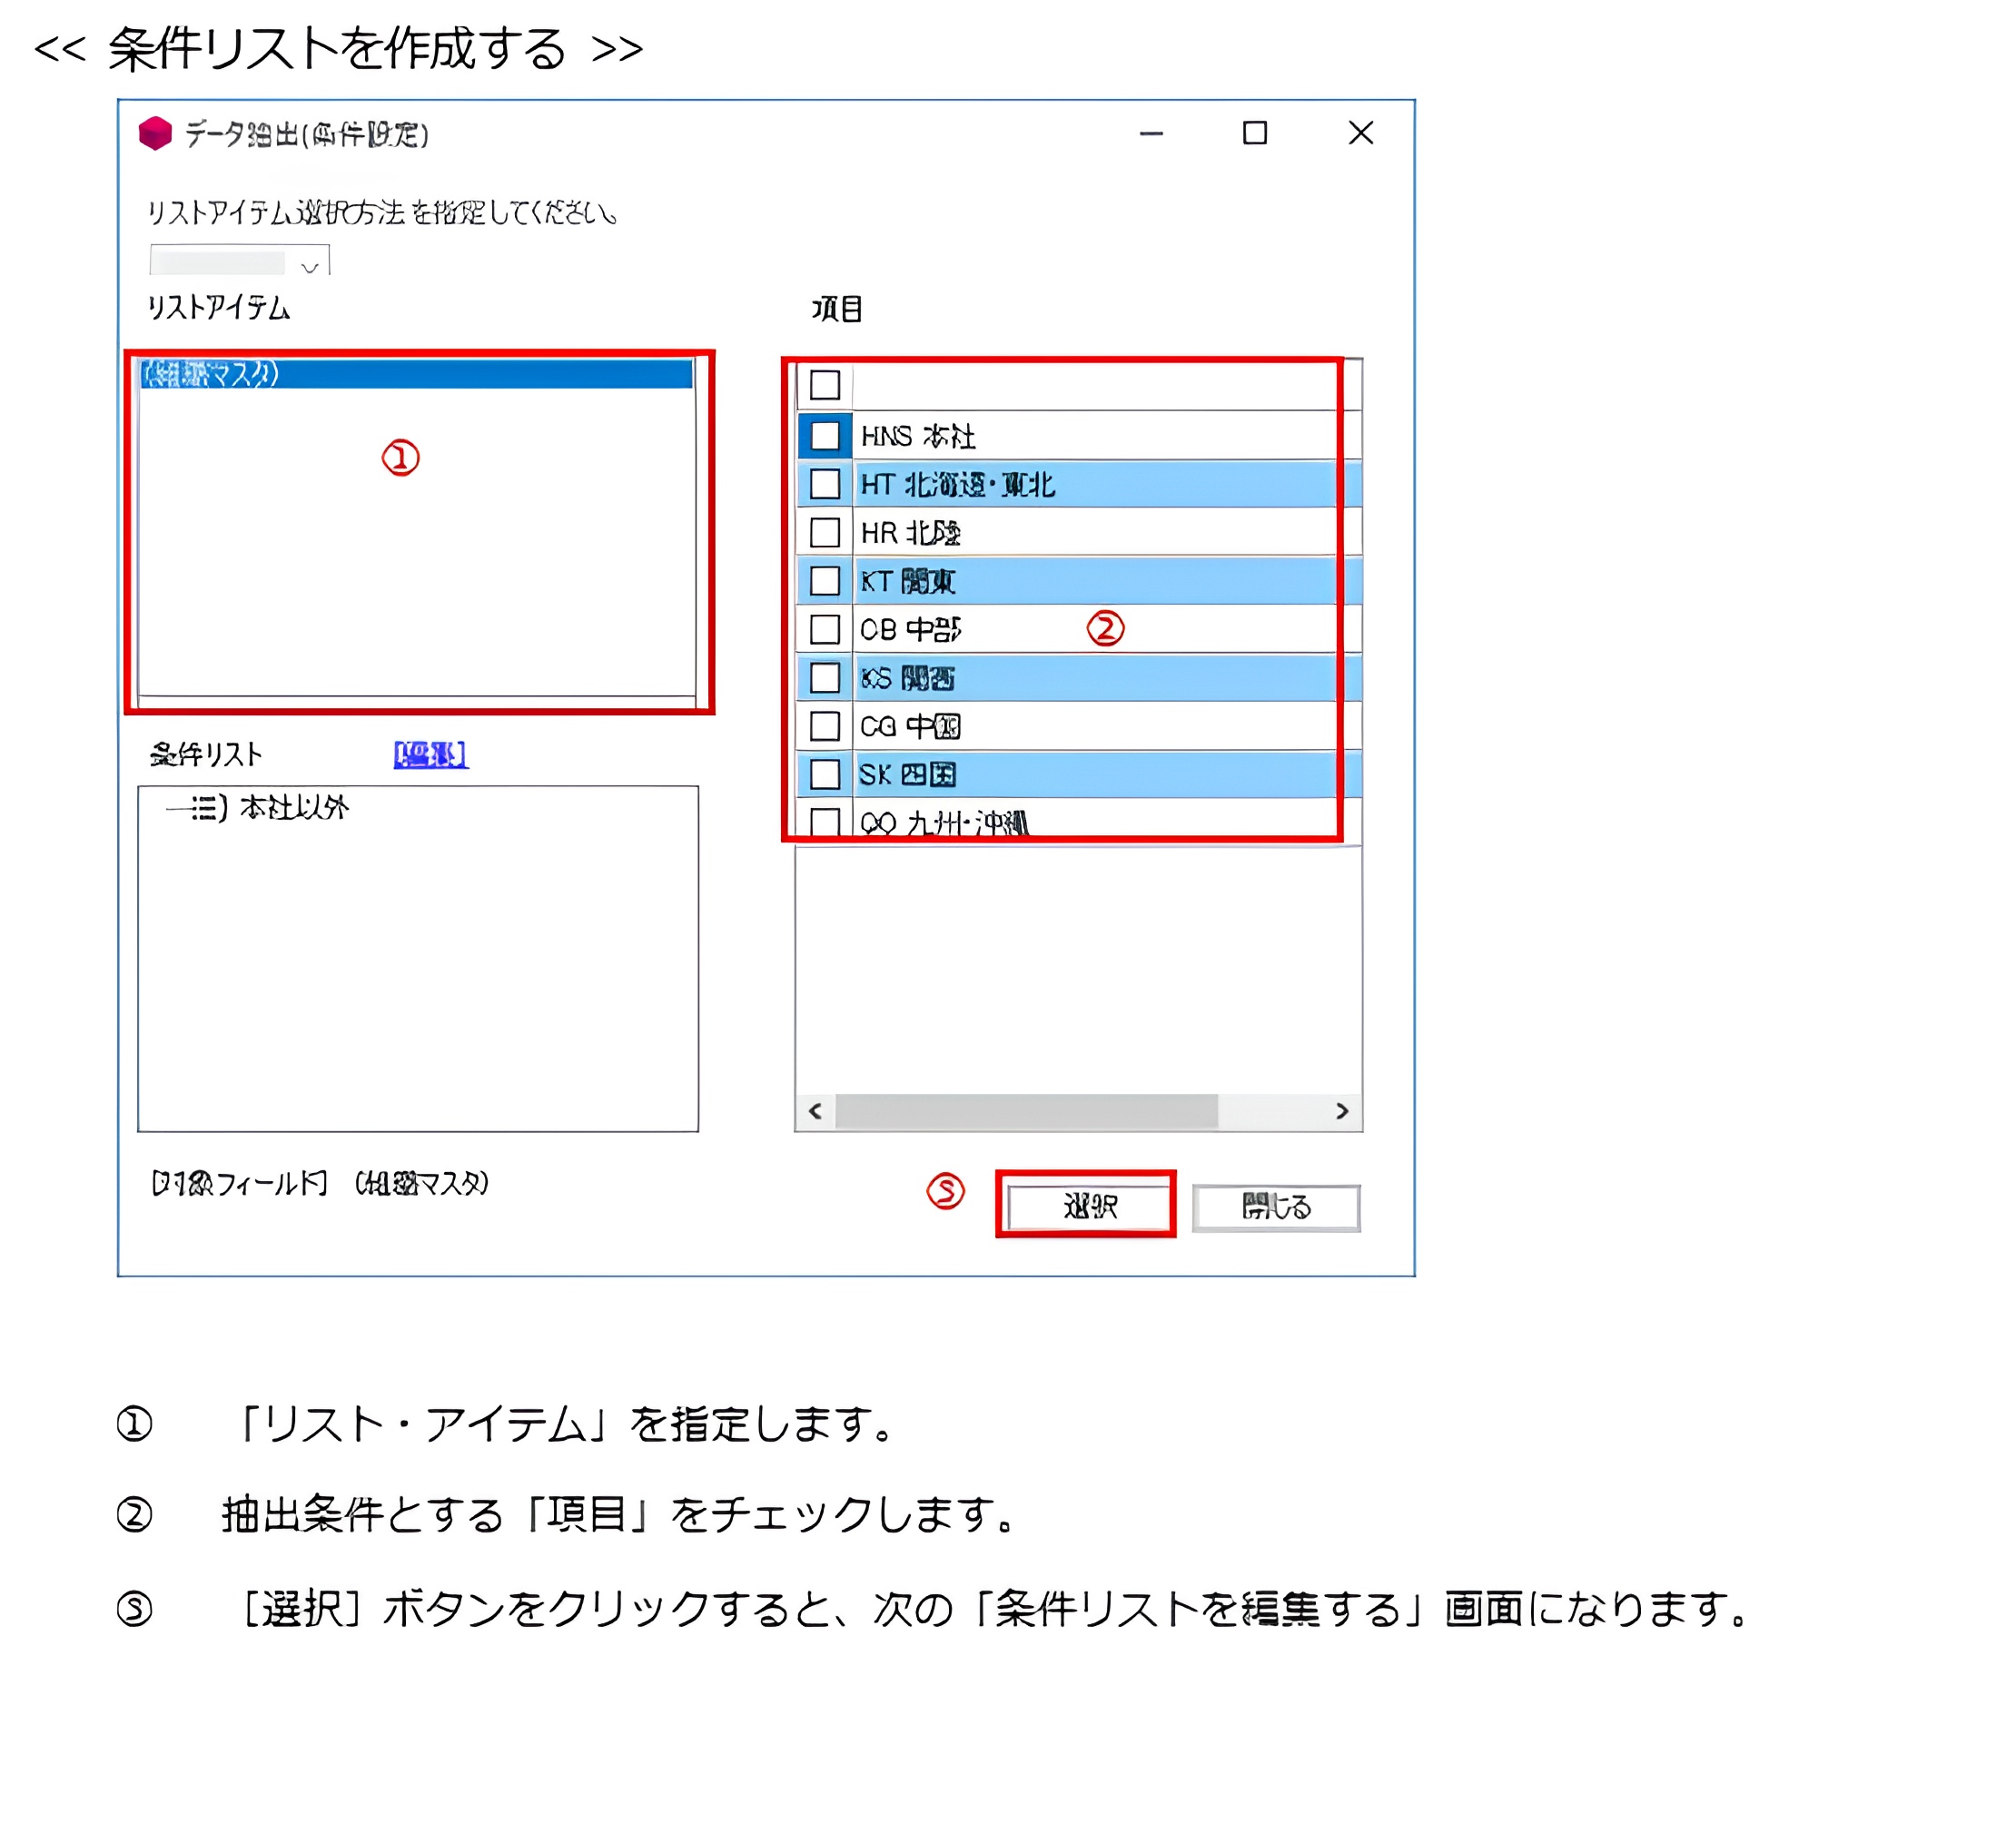 << 条件リストを作成する >>
データ抽出(条件設定)
リストアイテム選択方法 を指定してください。
リストアイテム
項目
(組織マスタ)
①
HNS 本社
HT 北海道・東北
HR 北陸
KT 関東
CB 中部
②
KS 関西
CG 中国
SK 四国
QO 九州・沖縄
条件リスト
一覧) 本社以外
[対象フィールド] (組織マスタ)
③
選択
閉じる
① 「リスト・アイテム」を指定します。
② 抽出条件とする「項目」をチェックします。
③ [選択] ボタンをクリックすると、次の「条件リストを編集する」画面になります。